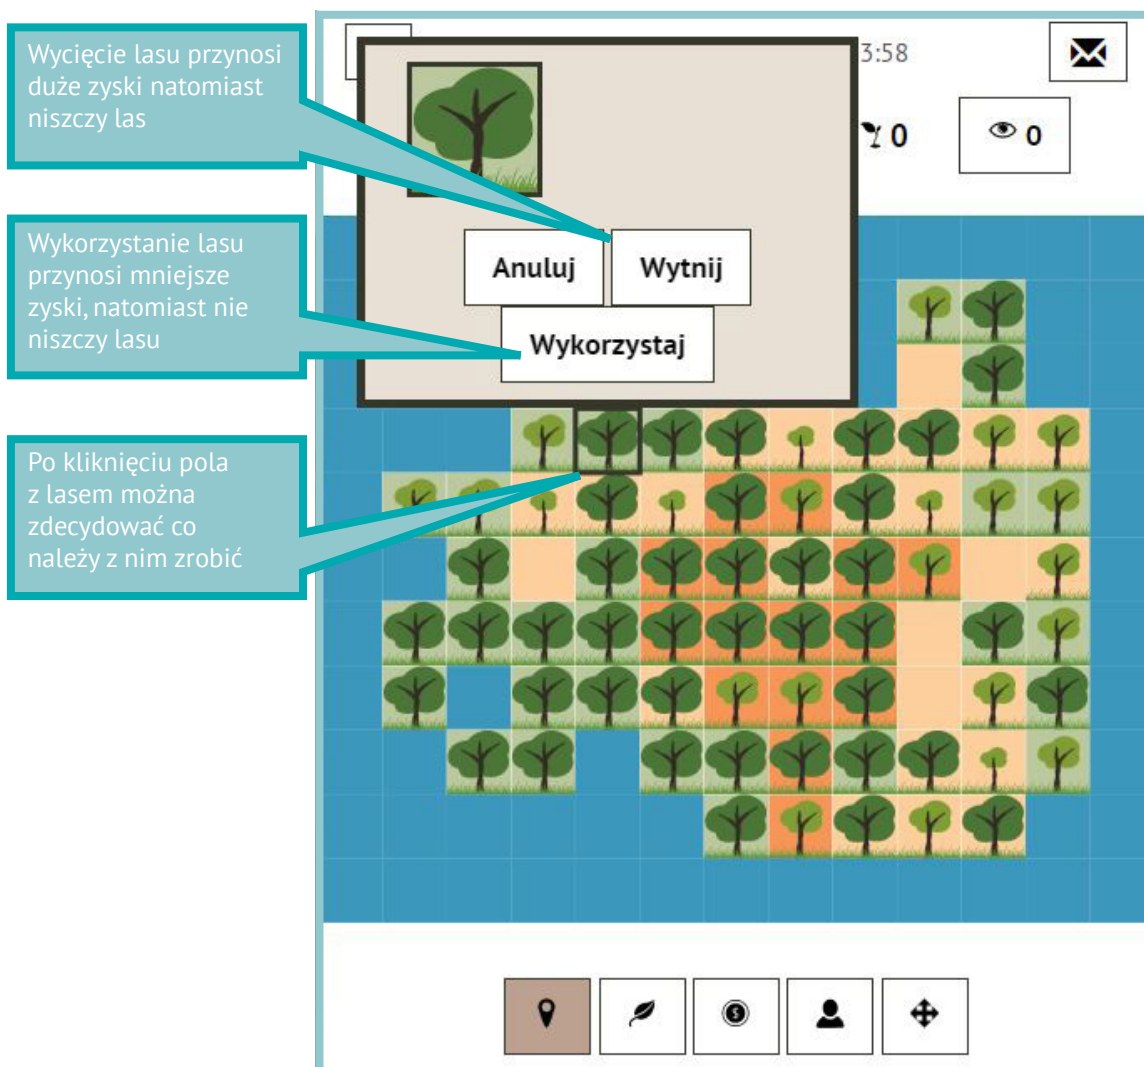 Wycięcie lasu przynosi
duże zyski natomiast
niszczy las
3:58
0
0
Wykorzystanie lasu
przynosi mniejsze
zyski, natomiast nie
niszczy lasu
Anuluj
Wytnij
Wykorzystaj
Po kliknięciu pola
z lasem można
zdecydować co
należy z nim zrobić